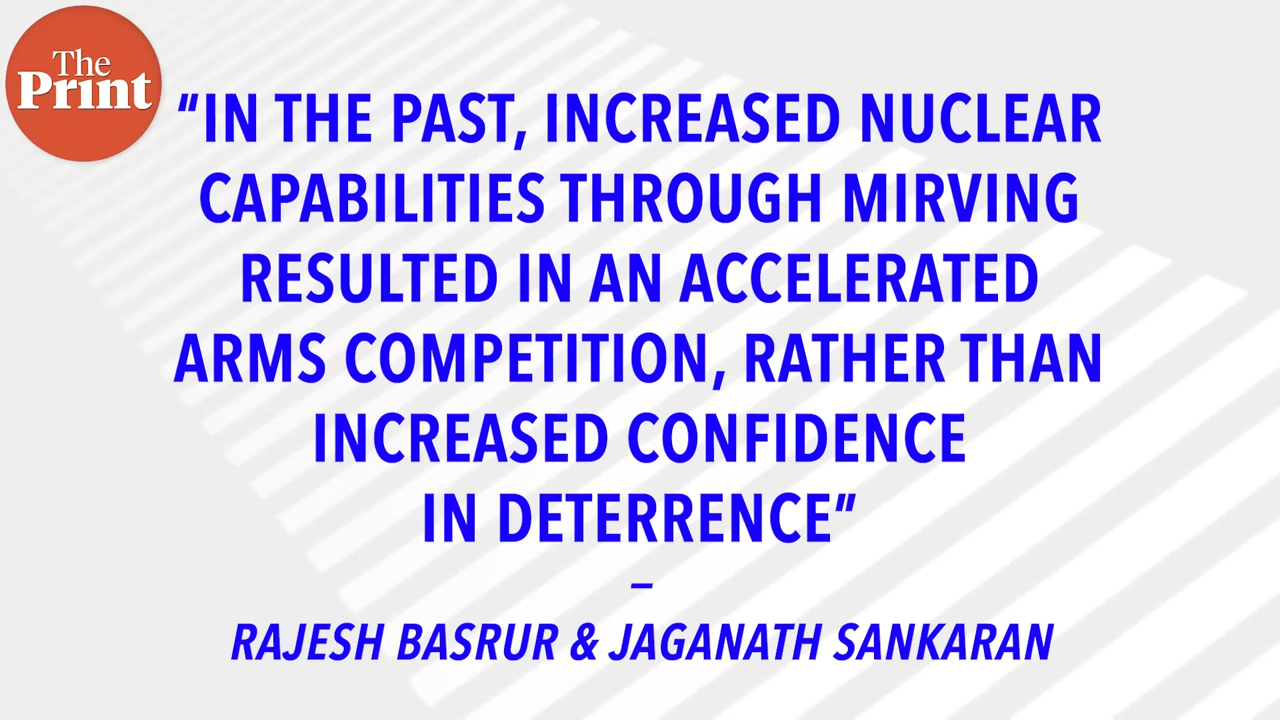 The
Print
“IN THE PAST, INCREASED NUCLEAR
CAPABILITIES THROUGH MIRVING
RESULTED IN AN ACCELERATED
ARMS COMPETITION, RATHER THAN
INCREASED CONFIDENCE
IN DETERRENCE”
–
RAJESH BASRUR & JAGANATH SANKARAN